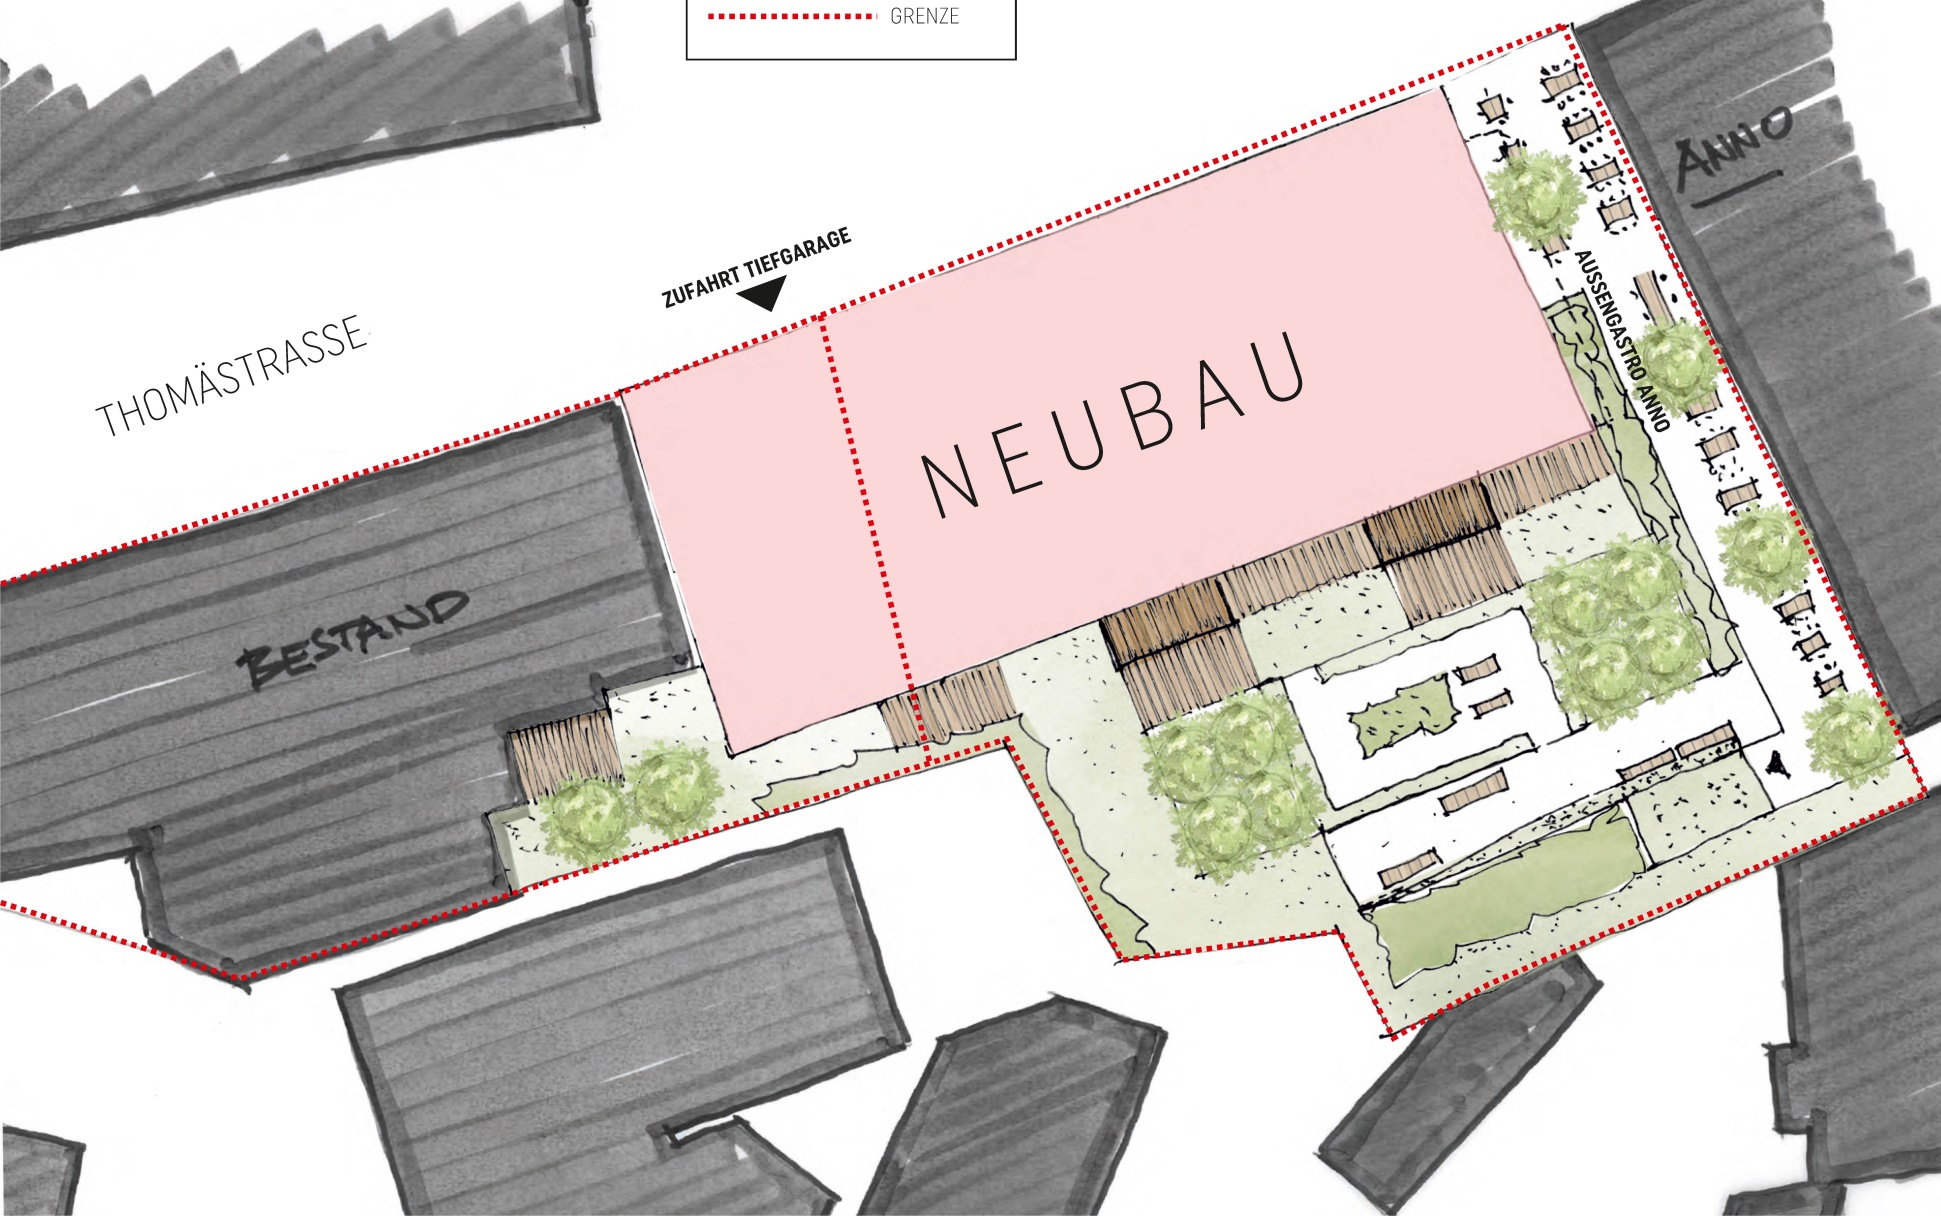 GRENZE
ANNO
ZUFAHRT TIEFGARAGE
AUSSENGASTRO ANNO
THOMÄSTRASSE
NEUBAU
BESTAND